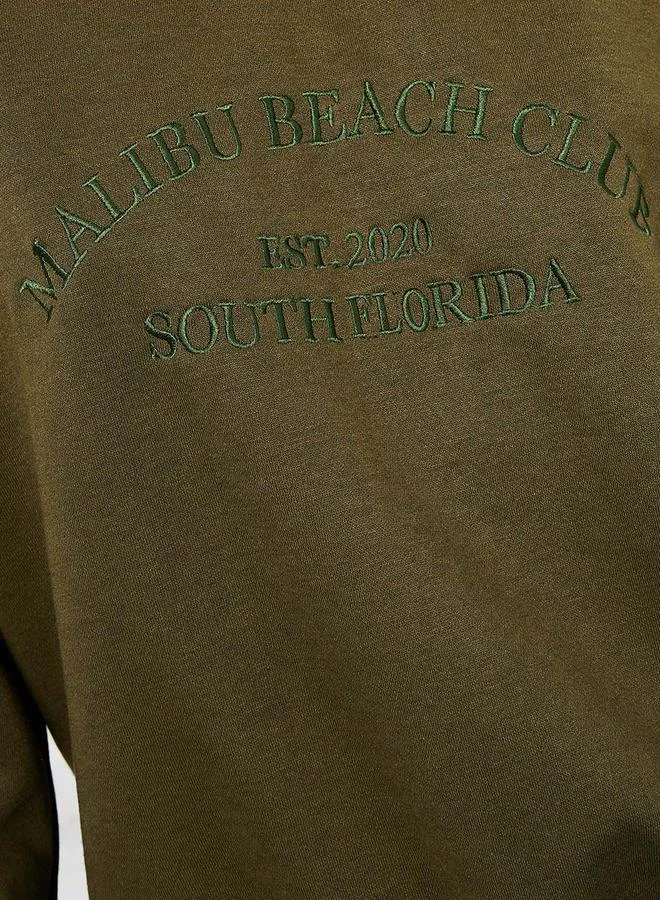 MALIBU BEACH CLUB
EST. 2020
SOUTH FLORIDA